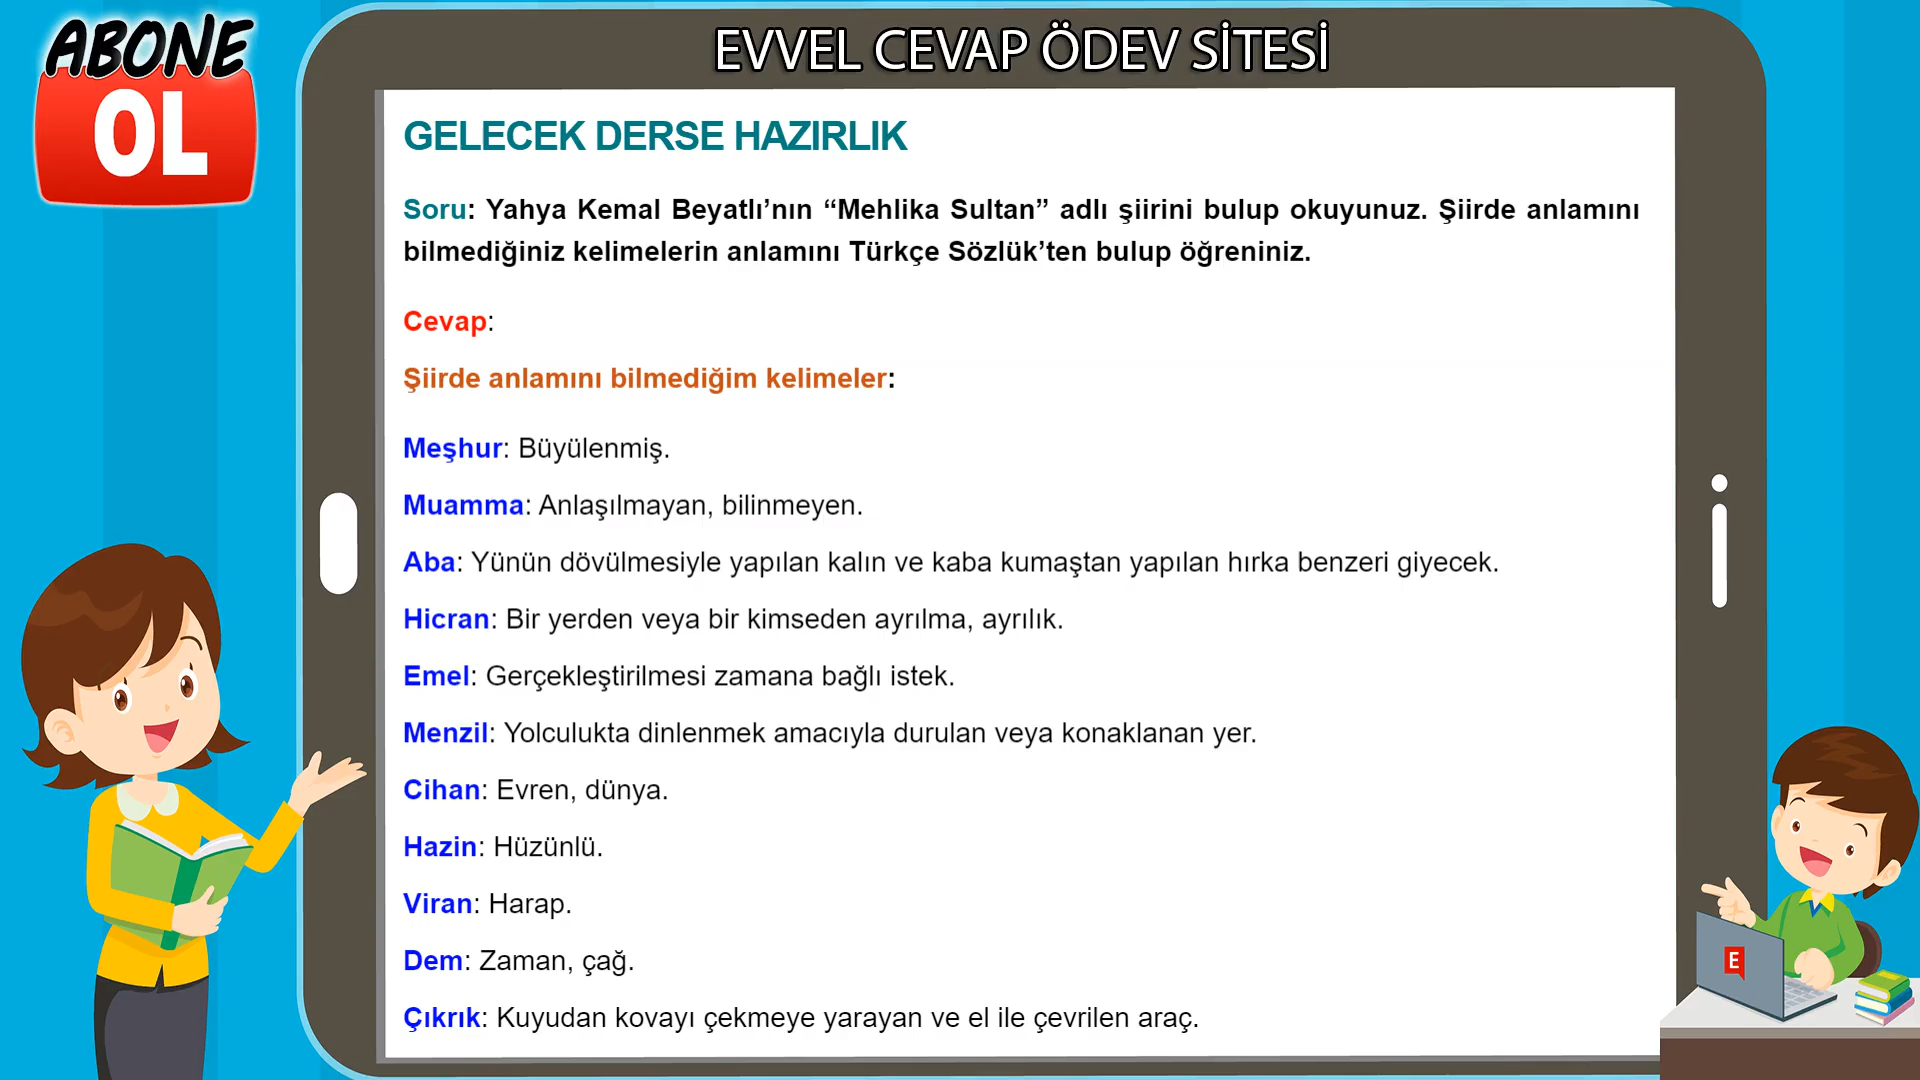 ABONE
OL
EVVEL CEVAP ÖDEV SİTESİ
GELECEK DERSE HAZIRLIK
Soru: Yahya Kemal Beyatlı’nın “Mehlika Sultan” adlı şiirini bulup okuyunuz. Şiirde anlamını
bilmediğiniz kelimelerin anlamını Türkçe Sözlük’ten bulup öğreniniz.
Cevap:
Şiirde anlamını bilmediğim kelimeler:
Meşhur: Büyülenmiş.
Muamma: Anlaşılmayan, bilinmeyen.
Aba: Yünün dövülmesiyle yapılan kalın ve kaba kumaştan yapılan hırka benzeri giyecek.
Hicran: Bir yerden veya bir kimseden ayrılma, ayrılık.
Emel: Gerçekleştirilmesi zamana bağlı istek.
Menzil: Yolculukta dinlenmek amacıyla durulan veya konaklanan yer.
Cihan: Evren, dünya.
Hazin: Hüzünlü.
Viran: Harap.
Dem: Zaman, çağ.
Çıkrık: Kuyudan kovayı çekmeye yarayan ve el ile çevrilen araç.
E